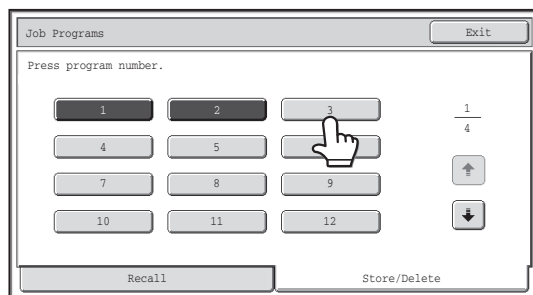 Job Programs Exit
Press program number.
1 2 3 1
4
4 5
7 8 9
10 11 12
Recall Store/Delete